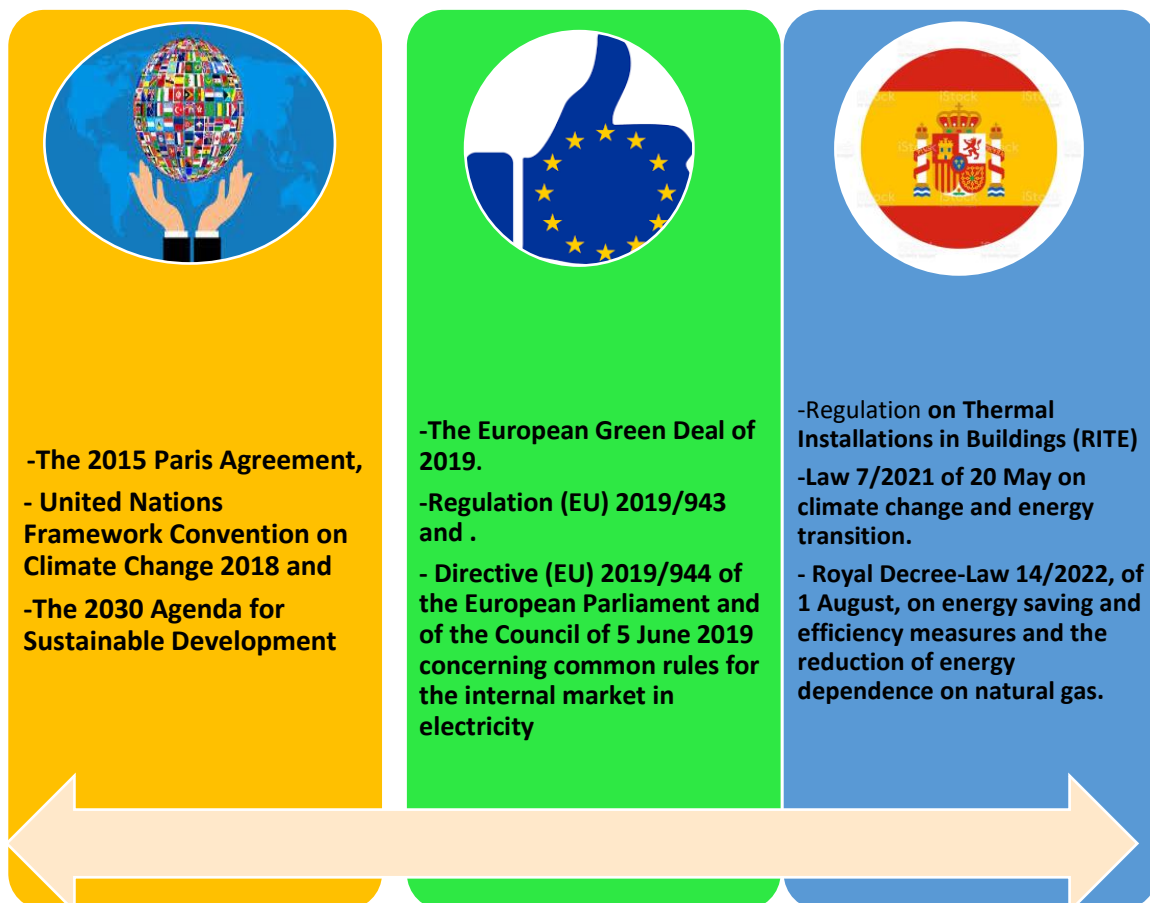 -The 2015 Paris Agreement,
- United Nations
Framework Convention on
Climate Change 2018 and
-The 2030 Agenda for
Sustainable Development
-The European Green Deal of
2019.
-Regulation (EU) 2019/943
and .
- Directive (EU) 2019/944 of
the European Parliament and
of the Council of 5 June 2019
concerning common rules for
the internal market in
electricity
iStock
iStock
iStock
iStock
-Regulation on Thermal
Installations in Buildings (RITE)
-Law 7/2021 of 20 May on
climate change and energy
transition.
- Royal Decree-Law 14/2022, of
1 August, on energy saving and
efficiency measures and the
reduction of energy
dependence on natural gas.